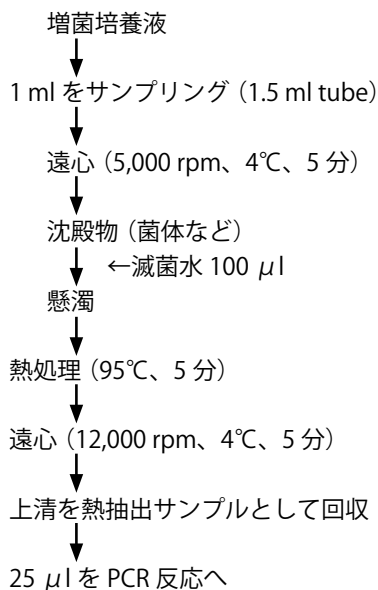 増菌培養液
1 ml をサンプリング（1.5 ml tube）
遠心（5,000 rpm、4℃、5 分）
沈殿物（菌体など）
←滅菌水 100 μl
懸濁
熱処理（95℃、5 分）
遠心（12,000 rpm、4℃、5 分）
上清を熱抽出サンプルとして回収
25 μl を PCR 反応へ